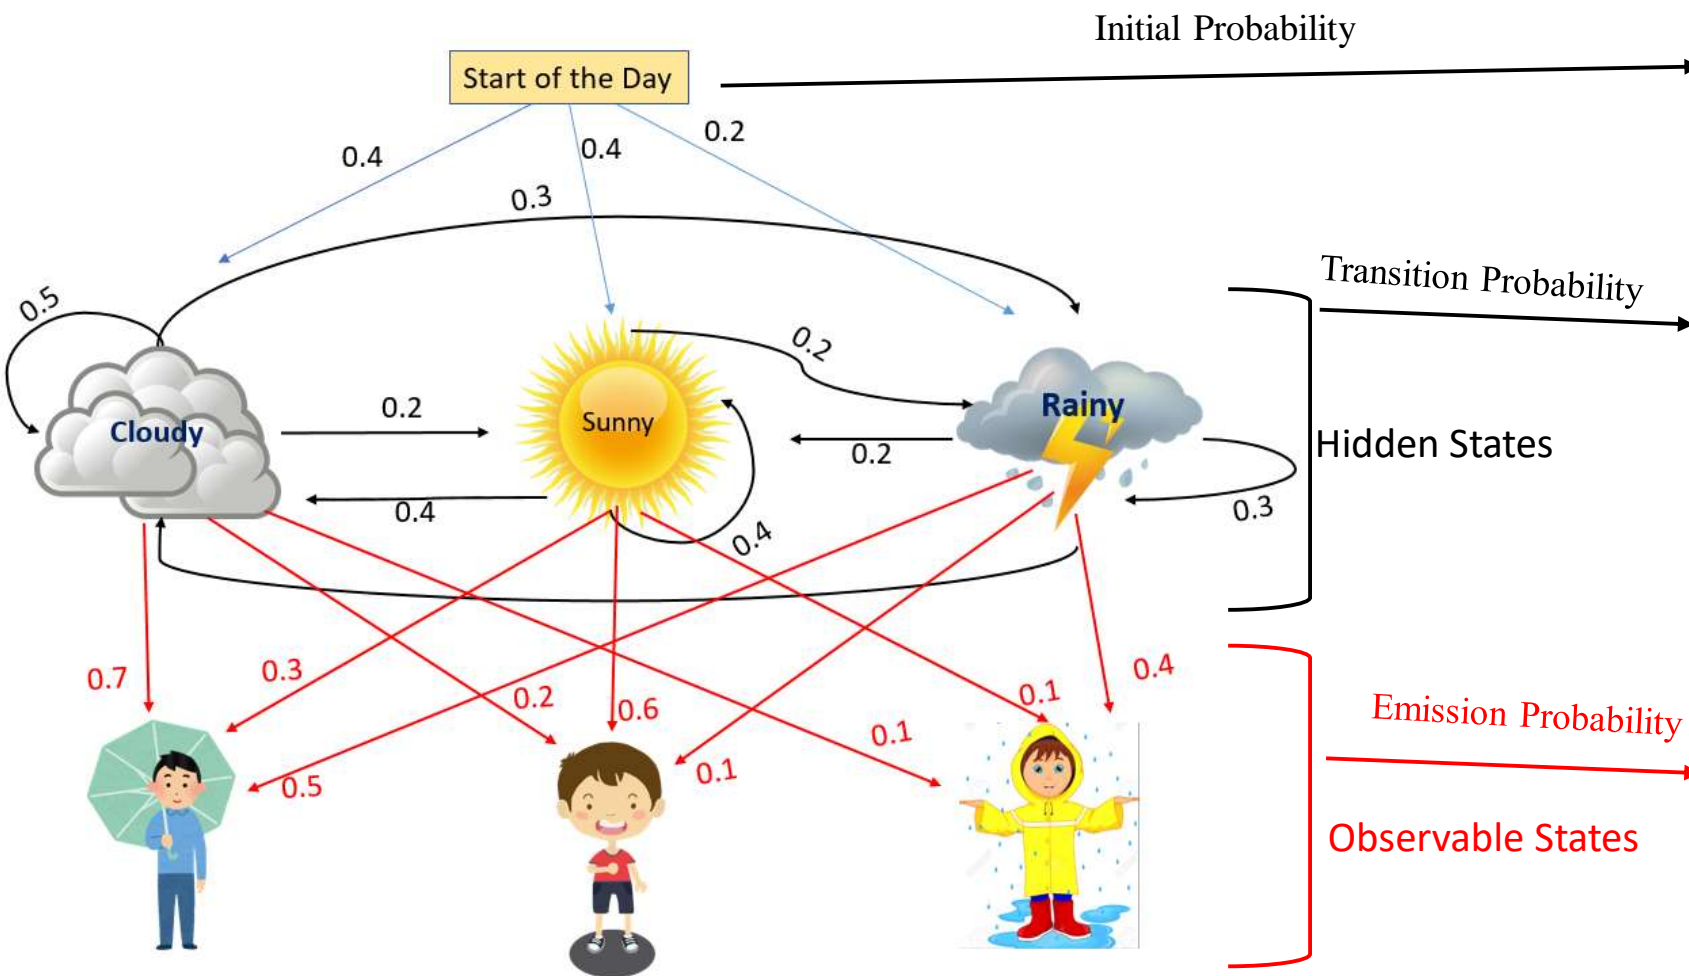 Initial Probability
Start of the Day
0.2
0.4
0.4
0.3
Transition Probability
0.5
0.2
Rainy
0.2
Sunny
Cloudy
Hidden States
0.2
0.4
0.3
0.4
0.7
0.3
0.2
0.6
0.1
0.4
Emission Probability
0.1
0.1
0.5
Observable States